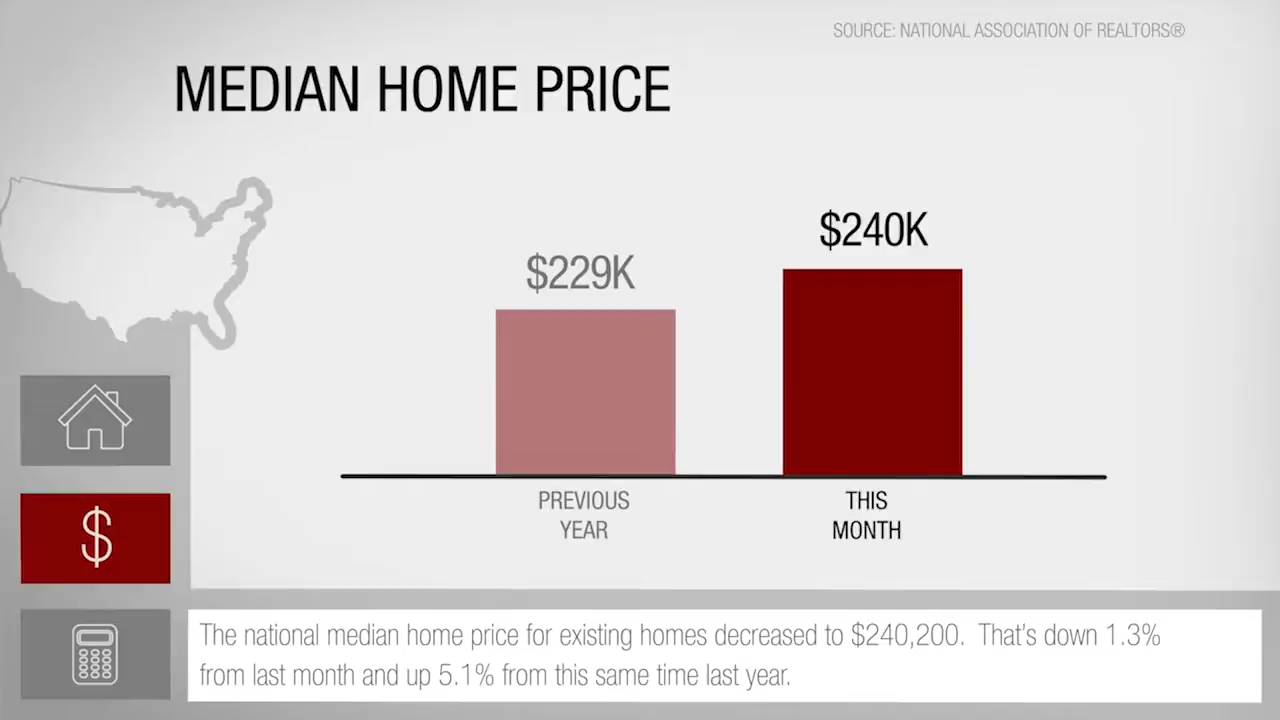 SOURCE: NATIONAL ASSOCIATION OF REALTORS®
MEDIAN HOME PRICE
$229K
$240K
PREVIOUS
YEAR
THIS
MONTH
$
The national median home price for existing homes decreased to $240,200.  That's down 1.3%
from last month and up 5.1% from this same time last year.